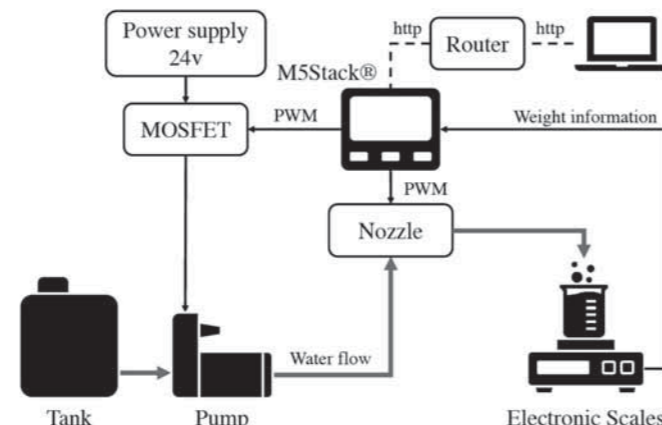 Power supply
24v
http
Router
http
M5Stack®
MOSFET
PWM
Weight information
PWM
Nozzle
Water flow
Tank
Pump
Electronic Scales